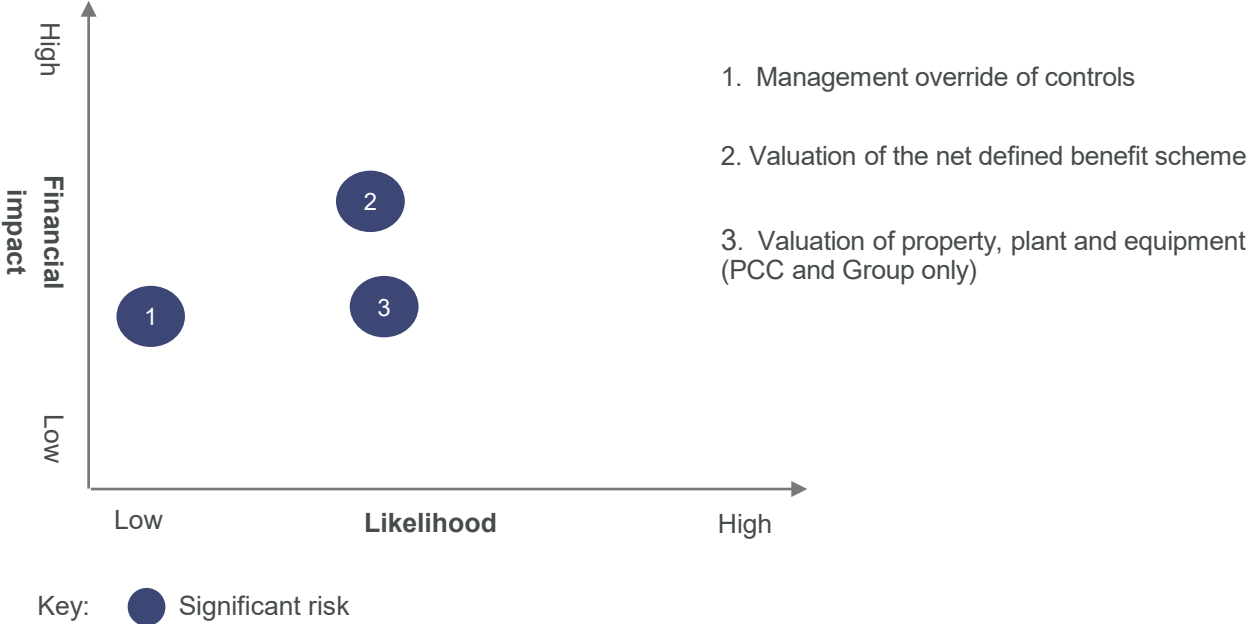 High
Financial
impact
Low
1
2
3
Low
Likelihood
High
1. Management override of controls
2. Valuation of the net defined benefit scheme
3. Valuation of property, plant and equipment
(PCC and Group only)
Key:
Significant risk